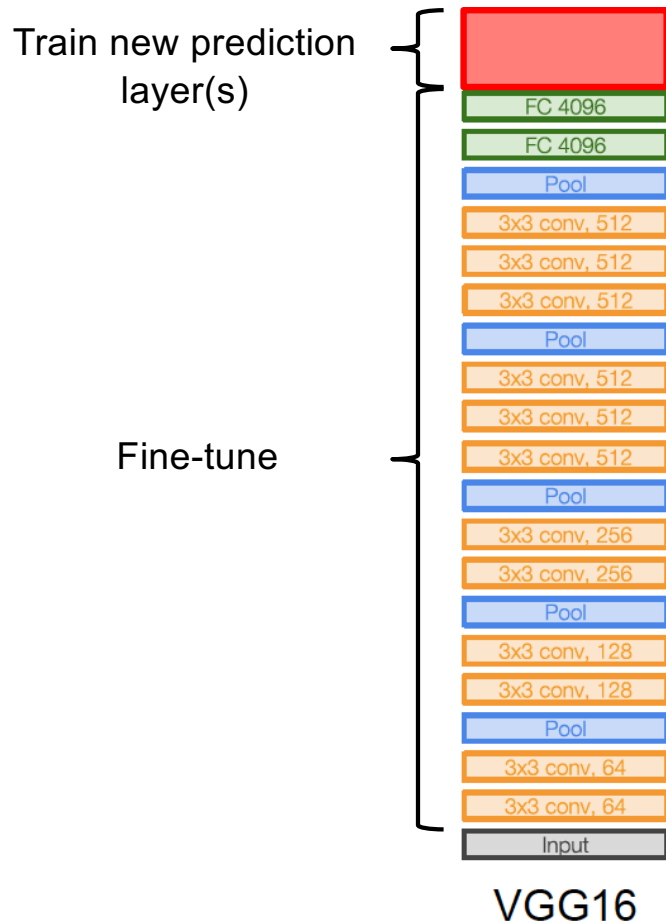 Train new prediction
layer(s)
FC 4096
FC 4096
Pool
3x3 conv, 512
3x3 conv, 512
3x3 conv, 512
Pool
3x3 conv, 512
3x3 conv, 512
3x3 conv, 512
Fine-tune
Pool
3x3 conv, 256
3x3 conv, 256
Pool
3x3 conv, 128
3x3 conv, 128
Pool
3x3 conv, 64
3x3 conv, 64
Input
VGG16